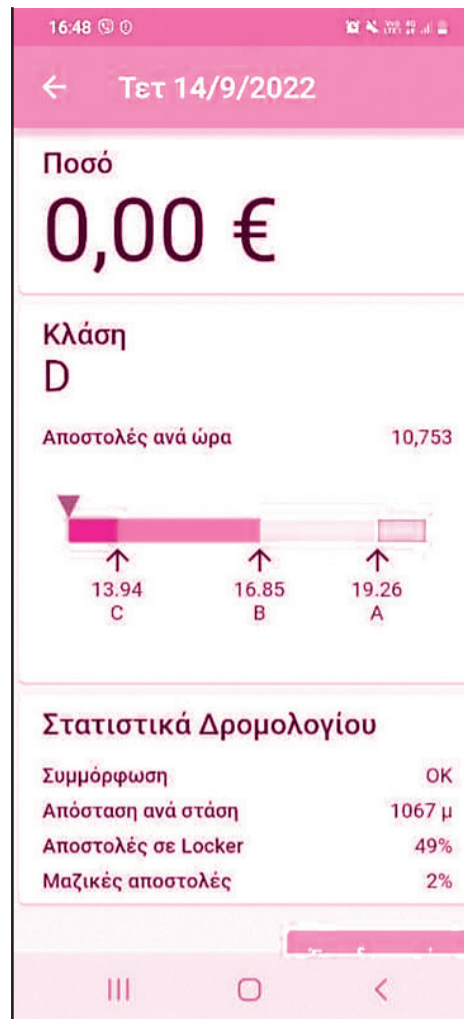 16:48
Τετ 14/9/2022
Ποσό
0,00 €
Κλάση
D
Αποστολές ανά ώρα 10,753
13.94 16.85 19.26
C B A
Στατιστικά Δρομολογίου
Συμμόρφωση OK
Απόσταση ανά στάση 1067 μ
Αποστολές σε Locker 49%
Μαζικές αποστολές 2%